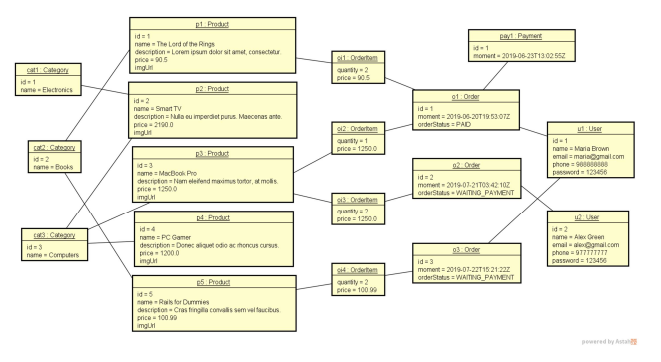 p1 : Product
id = 1
name = The Lord of the Rings
description = Lorem ipsum dolor sit amet, consectetur.
price = 90.5
imgUrl
cat1 : Category
id = 1
name = Electronics
p2 : Product
id = 2
name = Smart TV
description = Nulla eu imperdiet purus. Maecenas ante.
price = 2190.0
imgUrl
cat2 : Category
id = 2
name = Books
p3 : Product
id = 3
name = MacBook Pro
description = Nam eleifend maximus tortor, at mollis.
price = 1250.0
imgUrl
cat3 : Category
id = 3
name = Computers
p4 : Product
id = 4
name = PC Gamer
description = Donec aliquet odio ac rhoncus cursus.
price = 1200.0
imgUrl
p5 : Product
id = 5
name = Rails for Dummies
description = Cras fringilla convallis sem vel faucibus.
price = 100.99
imgUrl
oi1 : OrderItem
quantity = 2
price = 90.5
oi2 : OrderItem
quantity = 1
price = 1250.0
oi3 : OrderItem
quantity = 2
price = 1250.0
oi4 : OrderItem
quantity = 2
price = 100.99
pay1 : Payment
id = 1
moment = 2019-06-23T13:02:55Z
o1 : Order
id = 1
moment = 2019-06-20T19:53:07Z
orderStatus = PAID
o2 : Order
id = 2
moment = 2019-07-21T03:42:10Z
orderStatus = WAITING_PAYMENT
o3 : Order
id = 3
moment = 2019-07-22T15:21:22Z
orderStatus = WAITING_PAYMENT
u1 : User
id = 1
name = Maria Brown
email = maria@gmail.com
phone = 988888888
password = 123456
u2 : User
id = 2
name = Alex Green
email = alex@gmail.com
phone = 977777777
password = 123456
powered by Astah